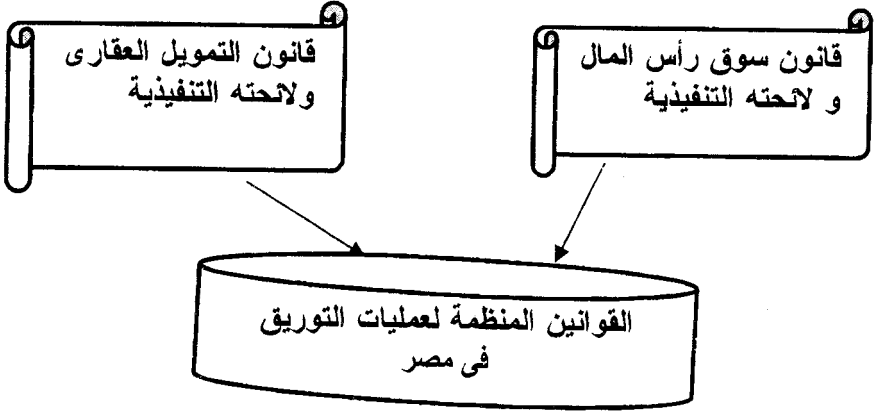 قانون سوق رأس المال
و لائحته التنفيذية
قانون التمويل العقارى
ولائحته التنفيذية
القوانين المنظمة لعمليات التوريق
فى مصر